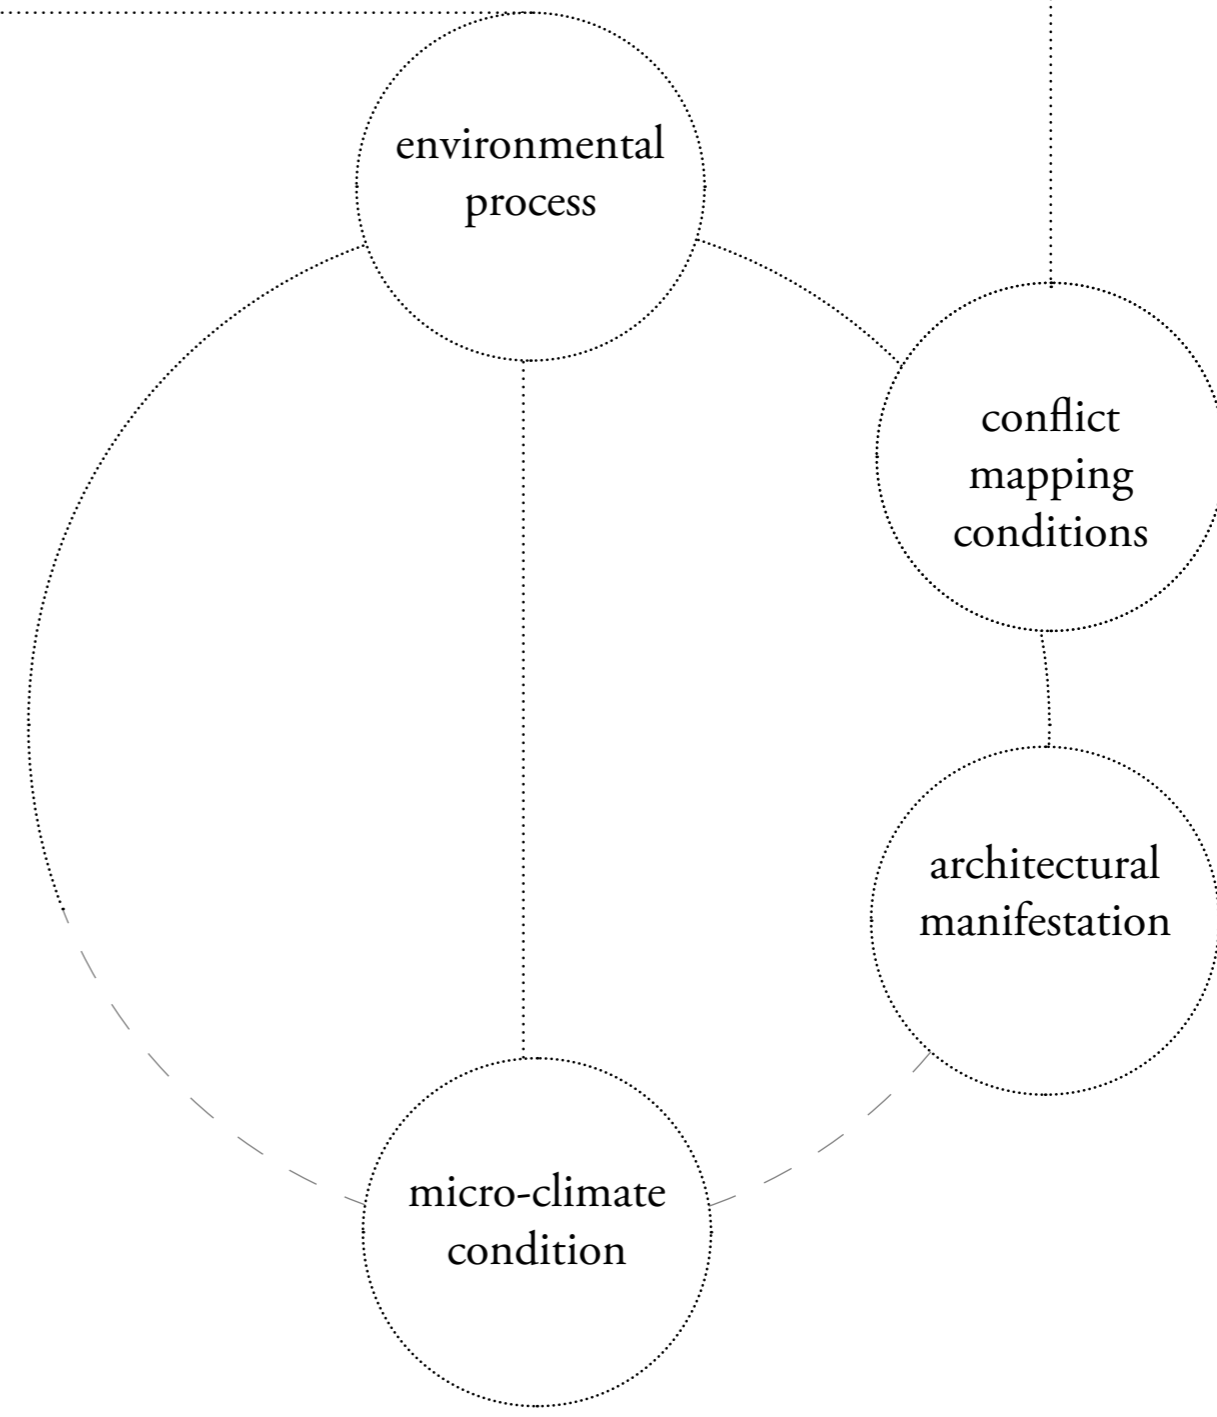 environmental
process
conflict
mapping
conditions
architectural
manifestation
micro-climate
condition